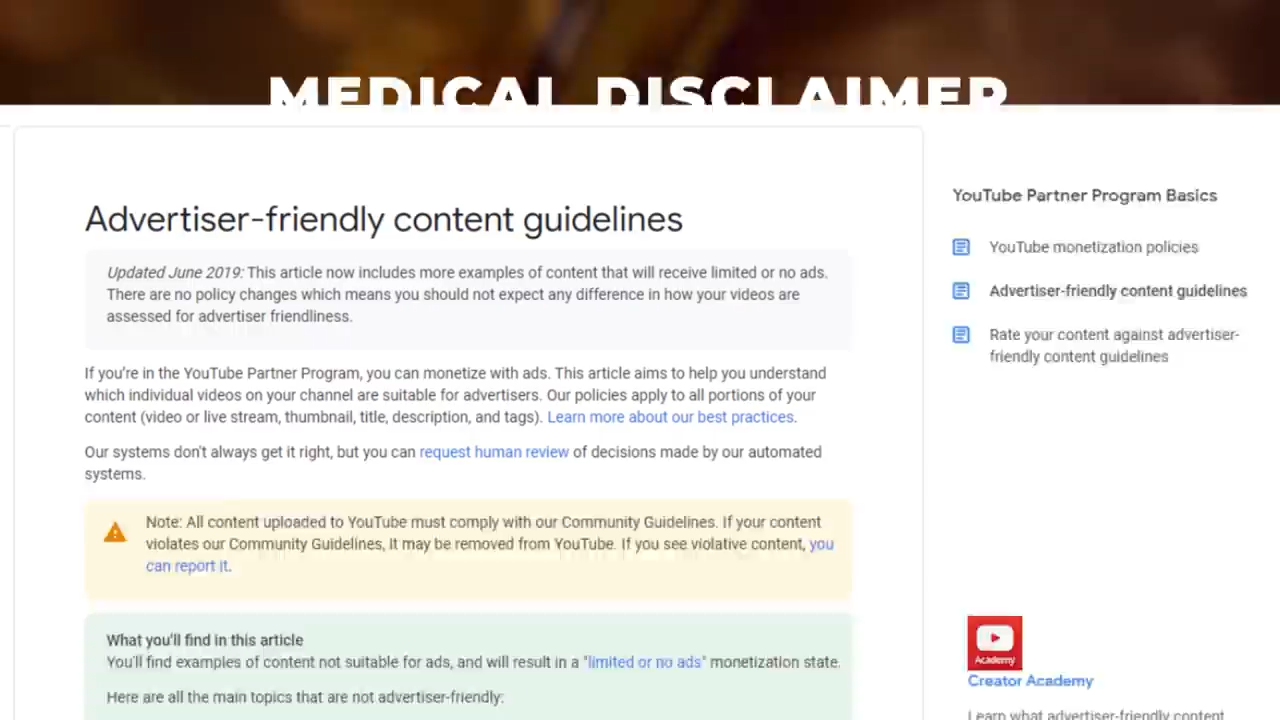 MEDICAL DISCLAIMER
Advertiser-friendly content guidelines
Updated June 2019: This article now includes more examples of content that will receive limited or no ads.
There are no policy changes which means you should not expect any difference in how your videos are
assessed for advertiser friendliness.
If you're in the YouTube Partner Program, you can monetize with ads. This article aims to help you understand
which individual videos on your channel are suitable for advertisers. Our policies apply to all portions of your
content (video or live stream, thumbnail, title, description, and tags). Learn more about our best practices.
Our systems don't always get it right, but you can request human review of decisions made by our automated
systems.
Note: All content uploaded to YouTube must comply with our Community Guidelines. If your content
violates our Community Guidelines, it may be removed from YouTube. If you see violative content, you
can report it.
What you'll find in this article
You'll find examples of content not suitable for ads, and will result in a "limited or no ads" monetization state.
Here are all the main topics that are not advertiser-friendly:
YouTube Partner Program Basics
YouTube monetization policies
Advertiser-friendly content guidelines
Rate your content against advertiser-
friendly content guidelines
Academy
Creator Academy
Learn what advertiser-friendly content